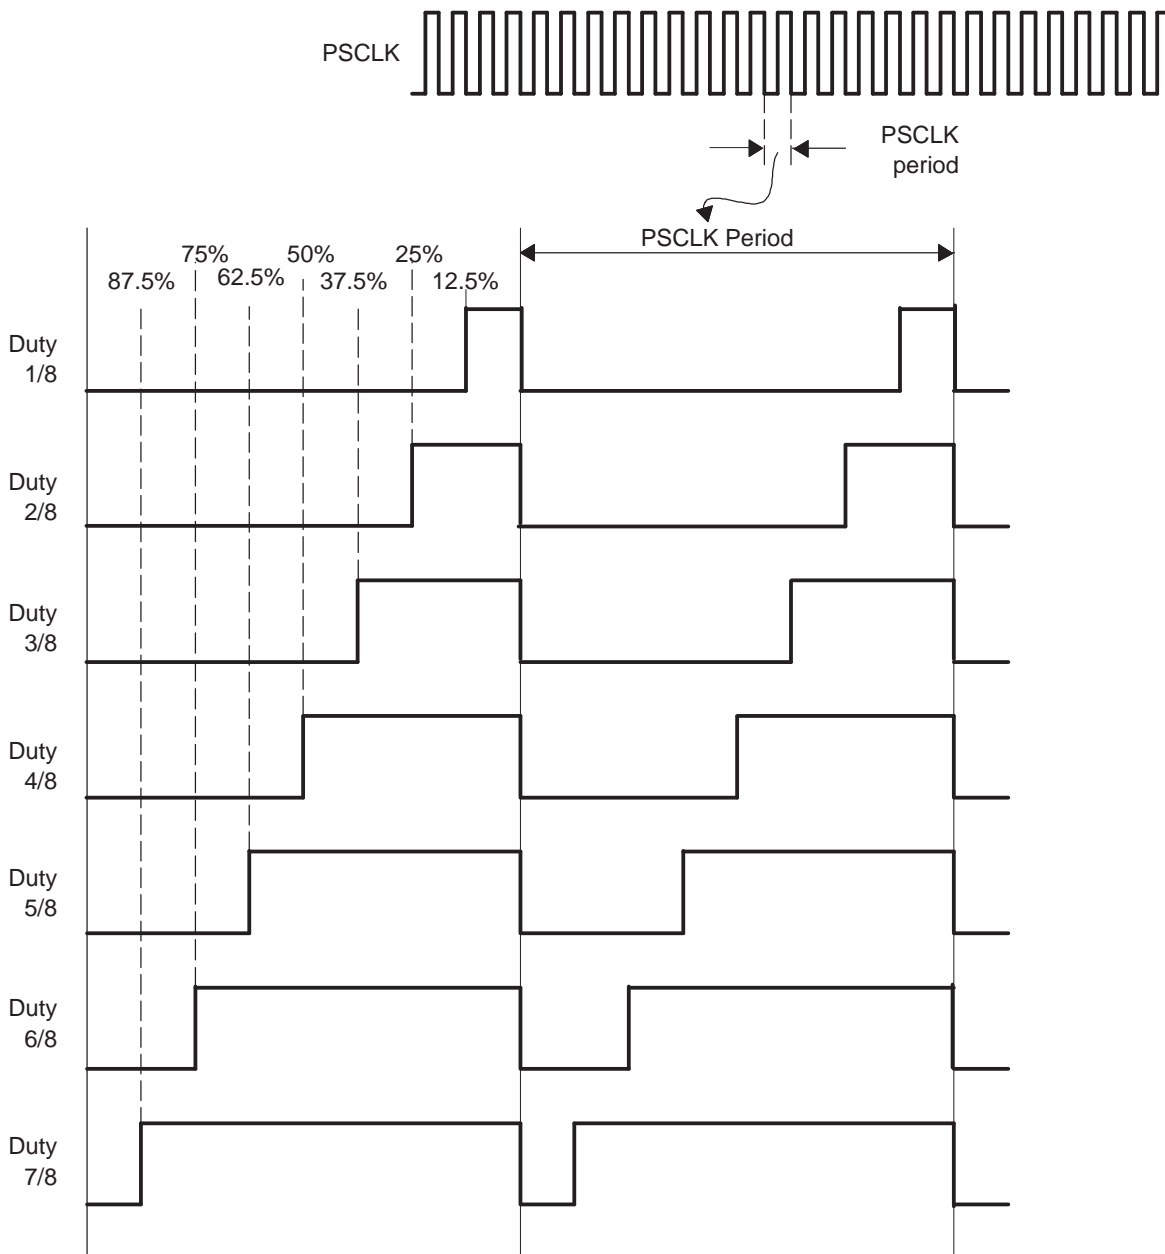 PSCLK
PSCLK
period
PSCLK Period
75%
50%
25%
87.5%
62.5%
37.5%
12.5%
Duty
1/8
Duty
2/8
Duty
3/8
Duty
4/8
Duty
5/8
Duty
6/8
Duty
7/8